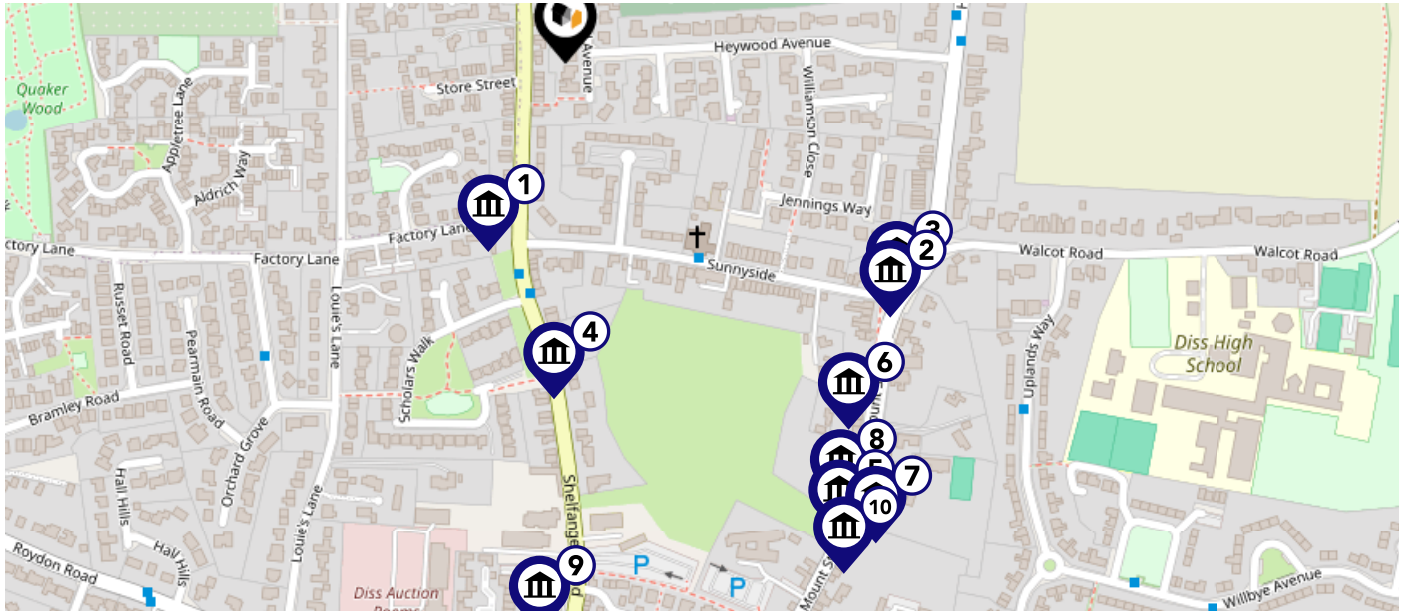 Heywood Avenue
Avenue
Store Street
Quaker
Wood
Appletree Lane
Williamson Close
Aldrich Way
1
Jennings Way
3
2
Factory Lane
ctory Lane
Factory Lane
Sunnyside
Walcot Road
Walcot Road
Russet Road
Louie's Lane
Pearmain Road
4
Scholars Walk
Uplands Way
Diss High
School
6
Bramley Road
Orchard Grove
8
5
7
10
Hall Hills
Louie's Lane
Shelfange
Hall Hills
Roydon Road
9
P
P
Mount S
Diss Auction
Rooms
Willbye Avenue